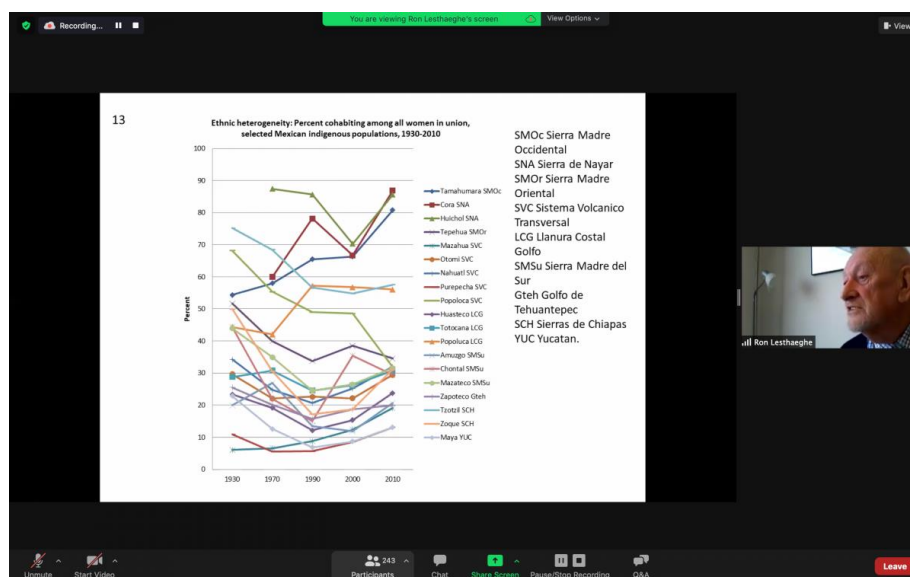 Recording...
You are viewing Ron Lesthaeghe's screen
View Options
View
13
Ethnic heterogeneity: Percent cohabiting among all women in union,
selected Mexican indigenous populations, 1930-2010
100
90
80
70
60
50
40
30
20
10
0
Percent
1930
1970
1990
2000
2010
Tamahumara SMOc
Cora SNA
Huichol SNA
Tepehua SMOr
Mazahua SVC
Otomi SVC
Nahuatl SVC
Purepecha SVC
Popoloca SVC
Huasteco LCG
Totocana LCG
Popoluca LCG
Amuzgo SMSu
Chontal SMSu
Mazateco SMSu
Zapoteco Gteh
Tzotzil SCH
Zoque SCH
Maya YUC
SMOc Sierra Madre
Occidental
SNA Sierra de Nayar
SMOr Sierra Madre
Oriental
SVC Sistema Volcanico
Transversal
LCG Llanura Costal
Golfo
SMSu Sierra Madre del
Sur
Gteh Golfo de
Tehuantepec
SCH Sierras de Chiapas
YUC Yucatan.
Ron Lesthaeghe
Unmute
Start Video
243
Participants
Chat
Share Screen
Pause/Stop Recording
Q&A
Leave